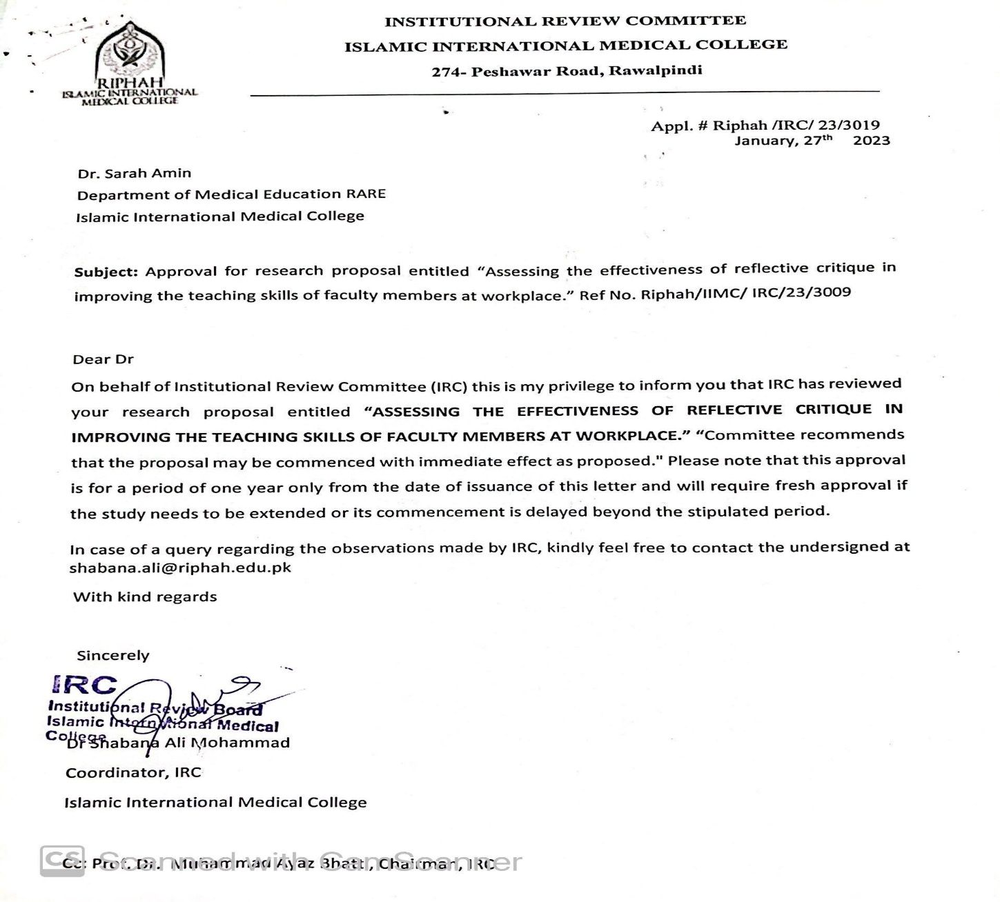 RIPHAH
ISLAMIC INTERNATIONAL
MEDICAL COLLEGE
INSTITUTIONAL REVIEW COMMITTEE
ISLAMIC INTERNATIONAL MEDICAL COLLEGE
274- Peshawar Road, Rawalpindi
Appl. # Riphah /IRC/ 23/3019
January, 27th 2023
Dr. Sarah Amin
Department of Medical Education RARE
Islamic International Medical College
Subject: Approval for research proposal entitled “Assessing the effectiveness of reflective critique in
improving the teaching skills of faculty members at workplace.” Ref No. Riphah/IIMC/ IRC/23/3009
Dear Dr
On behalf of Institutional Review Committee (IRC) this is my privilege to inform you that IRC has reviewed
your research proposal entitled “ASSESSING THE EFFECTIVENESS OF REFLECTIVE CRITIQUE IN
IMPROVING THE TEACHING SKILLS OF FACULTY MEMBERS AT WORKPLACE.” “Committee recommends
that the proposal may be commenced with immediate effect as proposed." Please note that this approval
is for a period of one year only from the date of issuance of this letter and will require fresh approval if
the study needs to be extended or its commencement is delayed beyond the stipulated period.
In case of a query regarding the observations made by IRC, kindly feel free to contact the undersigned at
shabana.ali@riphah.edu.pk
With kind regards
Sincerely
IRC
Institutional Review Board
Islamic International Medical
College
Dr Shabana Ali Mohammad
Coordinator, IRC
Islamic International Medical College
Cc: Prof. Dr. Muhammad Ayaz Bhatti, Chairman, IRC
CS Scanned with CamScanner